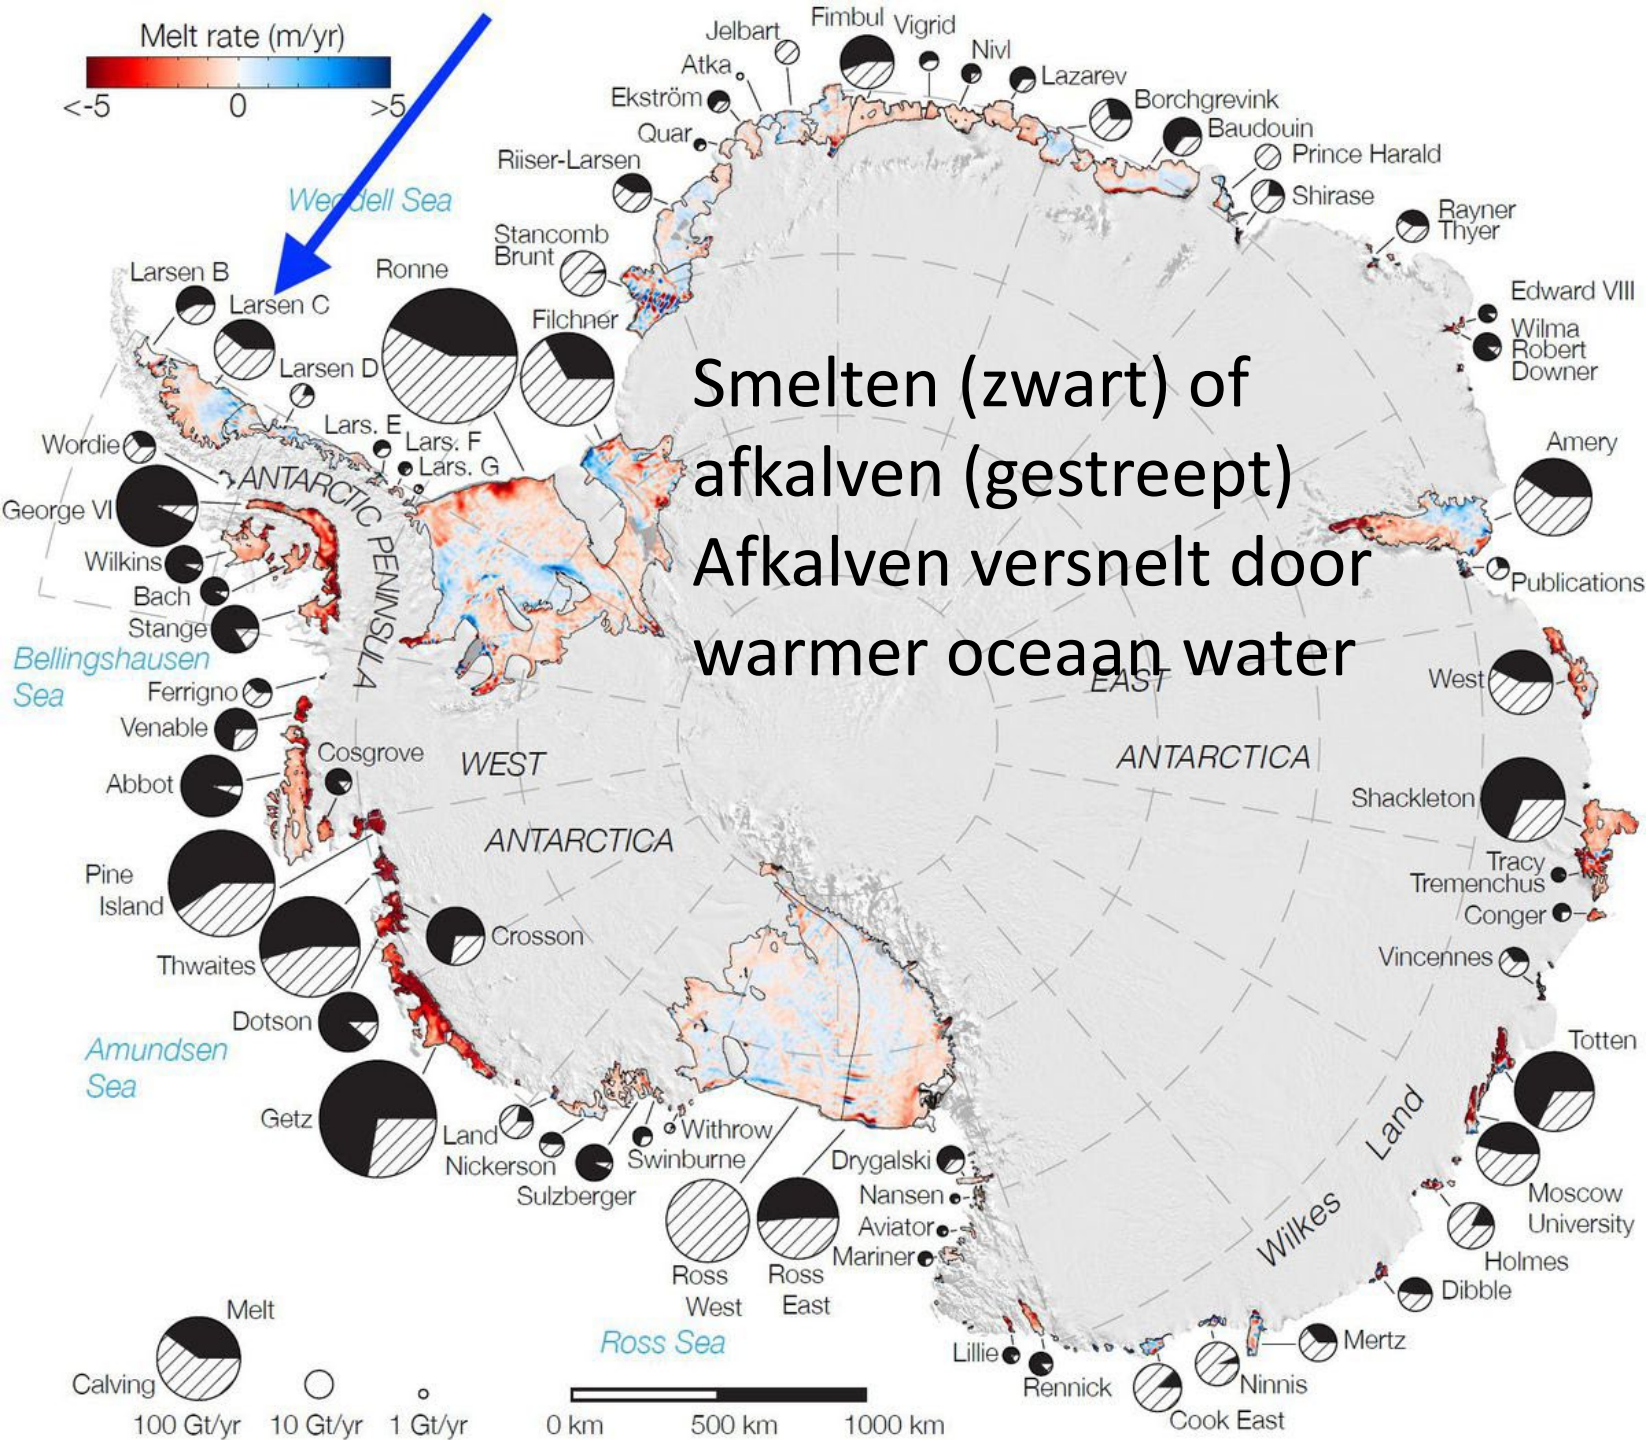 Melt rate (m/yr)
<-5 0 >5
Weddell Sea
Jelbart
Fimbul
Vigrid
Nivl
Atka
Lazarev
Ekström
Borchgrevink
Quar
Baudouin
Riiser-Larsen
Prince Harald
Shirase
Stancomb
Brunt
Rayner
Thyer
Larsen B
Larsen C
Ronne
Filchner
Edward VIII
Wilma
Robert
Downer
Larsen D
Lars. E
Lars. F
Lars. G
Smelten (zwart) of
afkalven (gestreept)
Afkalven versnelt door
warmer oceaan water
Wordie
ANTARCTIC PENINSULA
George VI
Wilkins
Bach
Stange
Amery
Publications
Bellingshausen
Sea
Ferrigno
Venable
Cosgrove
Abbot
WEST
ANTARCTICA
EAST
ANTARCTICA
West
Shackleton
Tracy
Tremenchus
Conger
Vincennes
Pine
Island
Thwaites
Crosson
Dotson
Amundsen
Sea
Getz
Land
Nickerson
Sulzberger
Swinburne
Withrow
Drygalski
Nansen
Aviator
Mariner
Ross
West
Ross
East
Ross Sea
Totten
Moscow
University
Holmes
Dibble
Wilkes Land
Lillie
Rennick
Cook East
Ninnis
Mertz
Melt
Calving
100 Gt/yr 10 Gt/yr 1 Gt/yr
0 km 500 km 1000 km